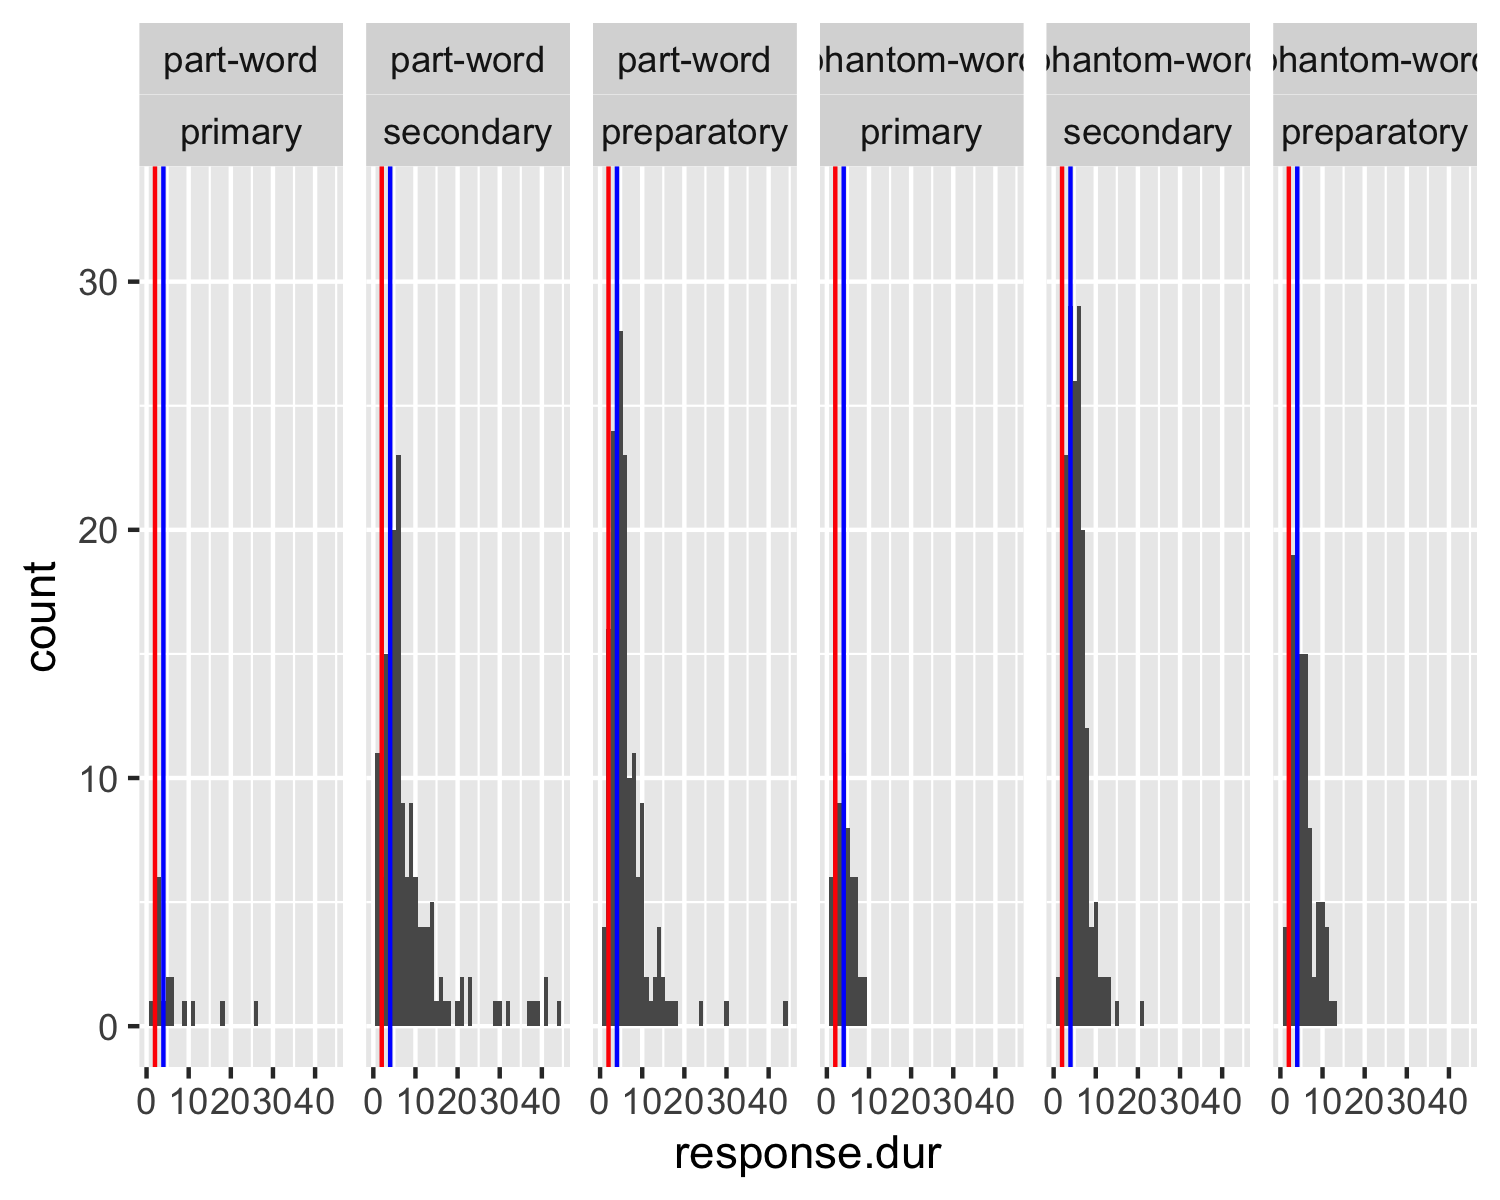 part-word part-word part-word phantom-word phantom-word phantom-word
primary secondary preparatory primary secondary preparatory
30
20
10
0
count
0 10 20 30 40 0 10 20 30 40 0 10 20 30 40 0 10 20 30 40 0 10 20 30 40 0 10 20 30 40
response.dur